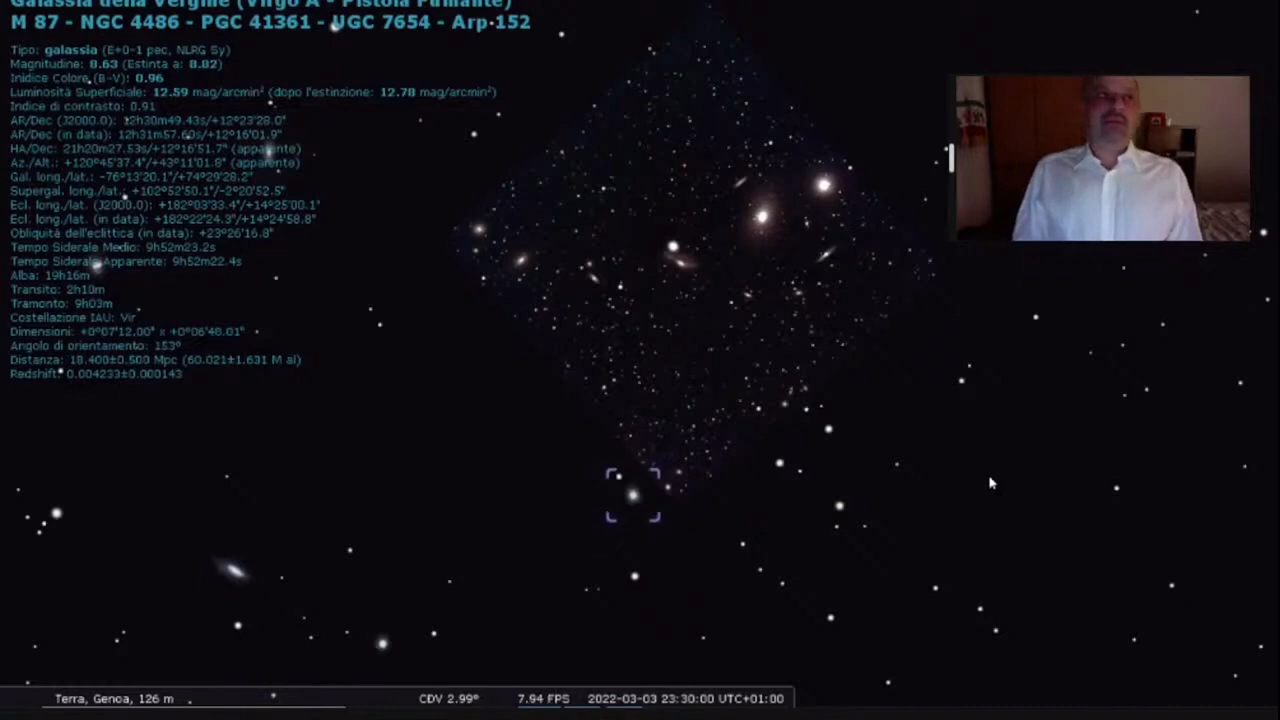 Galassia della Vergine (Virgo A - Pistola Fumante)
M 87 - NGC 4486 - PGC 41361 - UGC 7654 - Arp 152
Tipo: galassia (E+0-1 pec, NLRG Sy)
Magnitudine: 8.63 (Estinta a: 8.82)
Inidice Colore (B-V): 0.96
Luminosità Superficiale: 12.59 mag/arcmin² (dopo l'estinzione: 12.78 mag/arcmin²)
Indice di contrasto: 0.91
AR/Dec (J2000.0): 12h30m49.43s/+12°23'28.0"
AR/Dec (in data): 12h31m57.60s/+12°16'01.9"
HA/Dec: 21h20m27.53s/+12°16'51.7" (apparente)
Az./Alt.: +120°45'37.4"/+43°11'01.8" (apparente)
Gal. long./lat.: -76°13'20.1"/+74°29'28.2"
Supergal. long./lat.: +102°52'50.1"/-2°20'52.5"
Ecl. long./lat. (J2000.0): +182°03'33.4"/+14°25'00.1"
Ecl. long./lat. (in data): +182°22'24.3"/+14°24'58.8"
Obliquità dell'eclittica (in data): +23°26'16.8"
Tempo Siderale Medio: 9h52m23.2s
Tempo Siderale Apparente: 9h52m22.4s
Alba: 19h16m
Transito: 2h10m
Tramonto: 9h03m
Costellazione IAU: Vir
Dimensioni: +0°07'12.00" x +0°06'48.01"
Angolo di orientamento: 153°
Distanza: 18.400±0.500 Mpc (60.021±1.631 M al)
Redshift: 0.004233±0.000143
Terra, Genoa, 126 m CDV 2.99° 7.94 FPS 2022-03-03 23:30:00 UTC+01:00